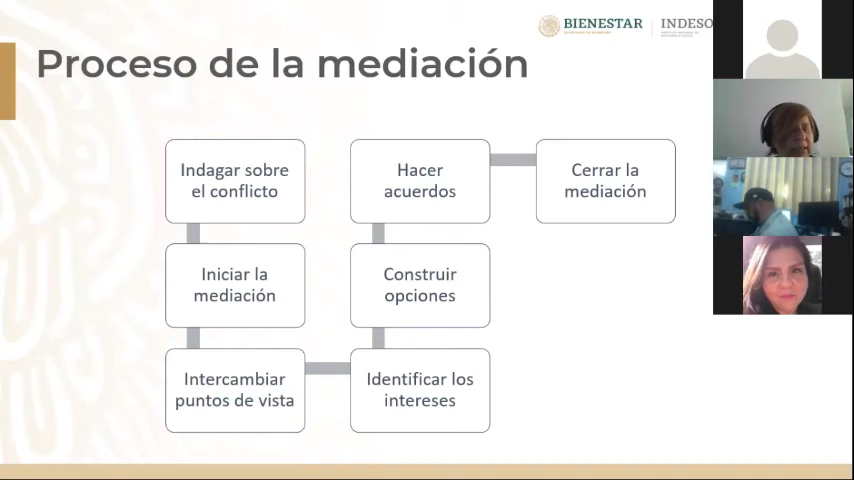 BIENESTAR
INDESO
Proceso de la mediación
Indagar sobre
el conflicto
Iniciar la
mediación
Intercambiar
puntos de vista
Identificar los
intereses
Construir
opciones
Hacer
acuerdos
Cerrar la
mediación